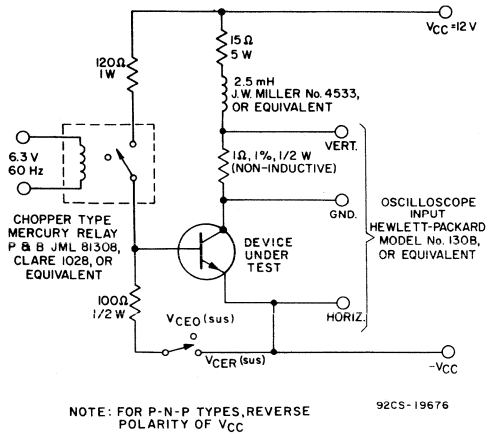 15Ω
5 W
VCC=12V
120Ω
1W
2.5 mH
J.W. MILLER No. 4533,
OR EQUIVALENT
VERT.
6.3 V
60 Hz
1Ω, 1%, 1/2 W
(NON-INDUCTIVE)
GND.
OSCILLOSCOPE
INPUT
HEWLETT-PACKARD
MODEL No. 130B,
OR EQUIVALENT
CHOPPER TYPE
MERCURY RELAY
P & B JML 8130B,
CLARE 102B, OR
EQUIVALENT
DEVICE
UNDER
TEST
100Ω
1/2 W
HORIZ.
VCEO(sus)
VCER(sus)
-VCC
NOTE: FOR P-N-P TYPES, REVERSE
POLARITY OF VCC
92CS-19676